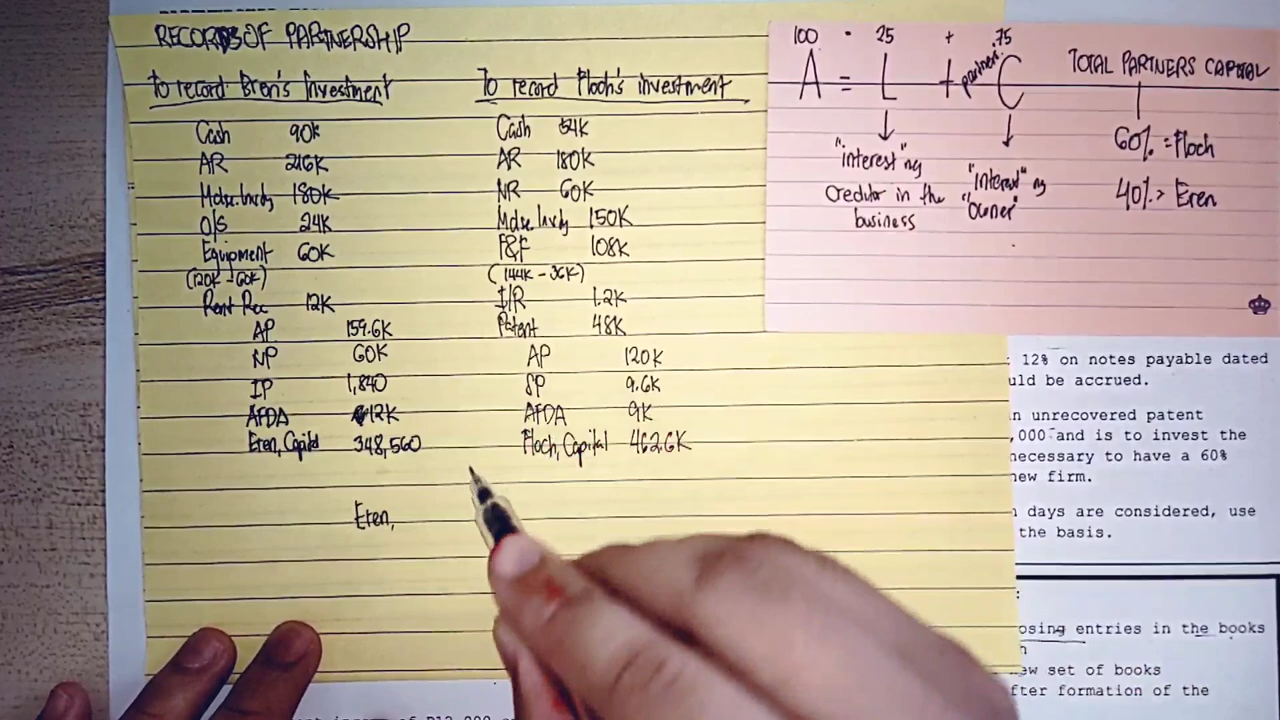 RECORDS OF PARTNERSHIP
To record Eren's Investment
Cash 90K
AR 216K
Mdse. Invty 180K
O/S 24K
Equipment 60K
(120K - 60K)
Rent Rec 12K
AP 159.6K
NP 60K
IP 1,840
AFDA 12K
Eren, Capital 348,560
Eren,
To record Floch's investment
Cash 54K
AR 180K
NR 60K
Mdse. Invty 150K
F&F 108K
(144K - 36K)
I/R 1.2K
Patent 48K
AP 120K
SP 9.6K
AFDA 9K
Floch, Capital 462.6K
100 = 25 + 75
A = L + partners' C
"interest" ng
creditor in the
business
"interest" ng
"owner"
TOTAL PARTNERS CAPITAL
60% = Floch
40% > Eren
12% on notes payable dated
uld be accrued.
n unrecovered patent
,000 and is to invest the
necessary to have a 60%
new firm.
days are considered, use
the basis.
osing entries in the books
ew set of books
fter formation of the